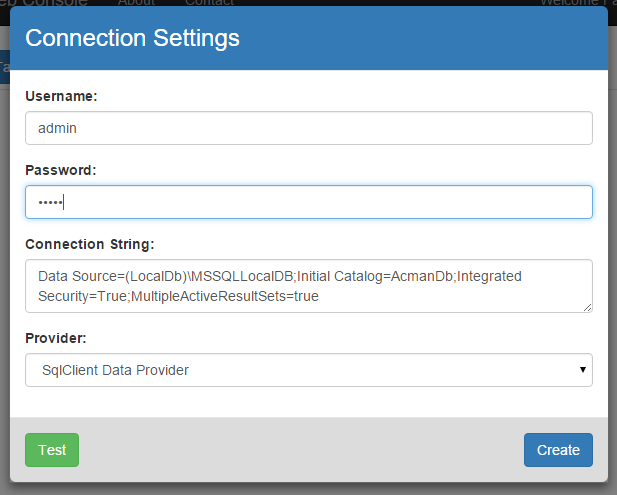 Web Console About Contact Welcome
Connection Settings
Username:
admin
Password:
•••••
Connection String:
Data Source=(LocalDb)\MSSQLLocalDB;Initial Catalog=AcmanDb;Integrated
Security=True;MultipleActiveResultSets=true
Provider:
SqlClient Data Provider
Test
Create